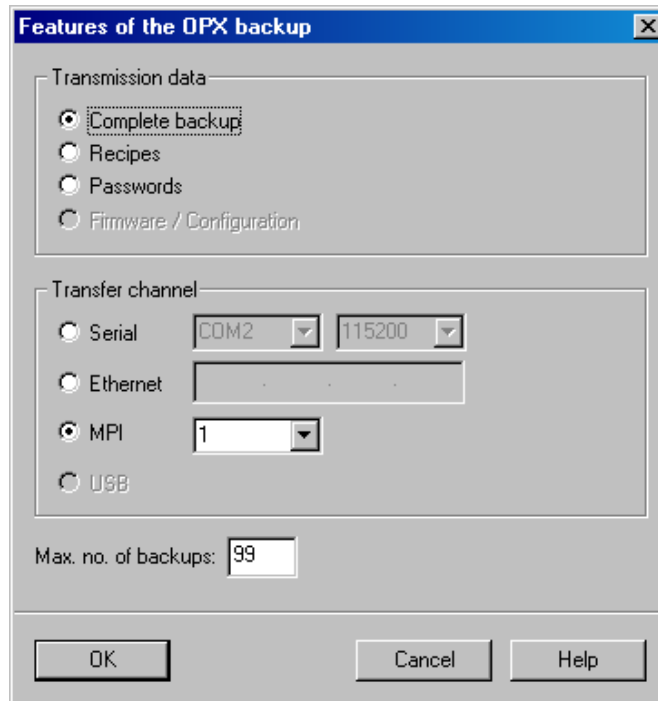 Features of the OPX backup
Transmission data
Complete backup
Recipes
Passwords
Firmware / Configuration
Transfer channel
Serial COM2 115200
Ethernet . . .
MPI 1
USB
Max. no. of backups: 99
OK Cancel Help